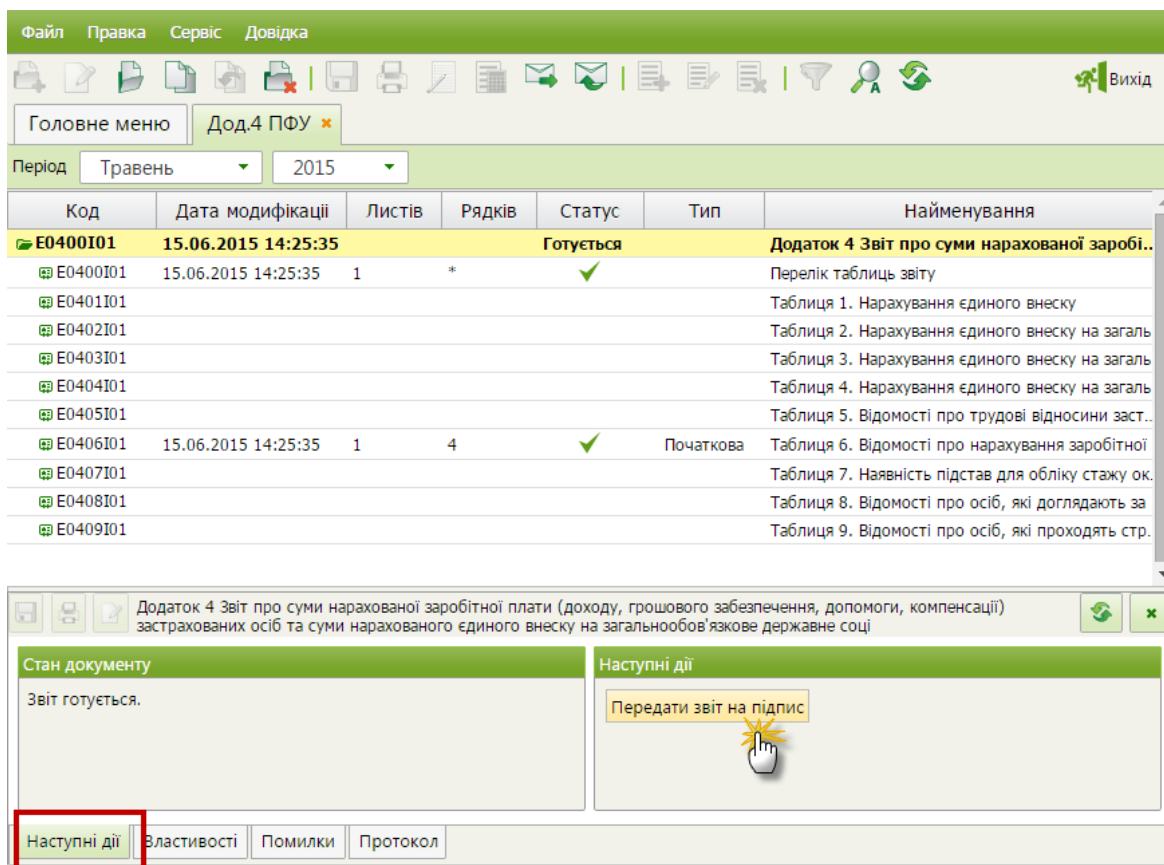 Файл Правка Сервіс Довідка
Вихід
Головне меню Дод.4 ПФУ
Період Травень 2015
Код Дата модифікації Листів Рядків Статус Тип Найменування
E0400I01 15.06.2015 14:25:35 Готується Додаток 4 Звіт про суми нарахованої заробі..
E0400I01 15.06.2015 14:25:35 1 * Перелік таблиць звіту
E0401I01 Таблиця 1. Нарахування єдиного внеску
E0402I01 Таблиця 2. Нарахування єдиного внеску на загаль
E0403I01 Таблиця 3. Нарахування єдиного внеску на загаль
E0404I01 Таблиця 4. Нарахування єдиного внеску на загаль
E0405I01 Таблиця 5. Відомості про трудові відносини заст..
E0406I01 15.06.2015 14:25:35 1 4 Початкова Таблиця 6. Відомості про нарахування заробітної
E0407I01 Таблиця 7. Наявність підстав для обліку стажу ок.
E0408I01 Таблиця 8. Відомості про осіб, які доглядають за
E0409I01 Таблиця 9. Відомості про осіб, які проходять стр.
Додаток 4 Звіт про суми нарахованої заробітної плати (доходу, грошового забезпечення, допомоги, компенсації)
застрахованих осіб та суми нарахованого єдиного внеску на загальнообов'язкове державне соці
Стан документу Наступні дії
Звіт готується.
Передати звіт на підпис
Наступні дії Властивості Помилки Протокол